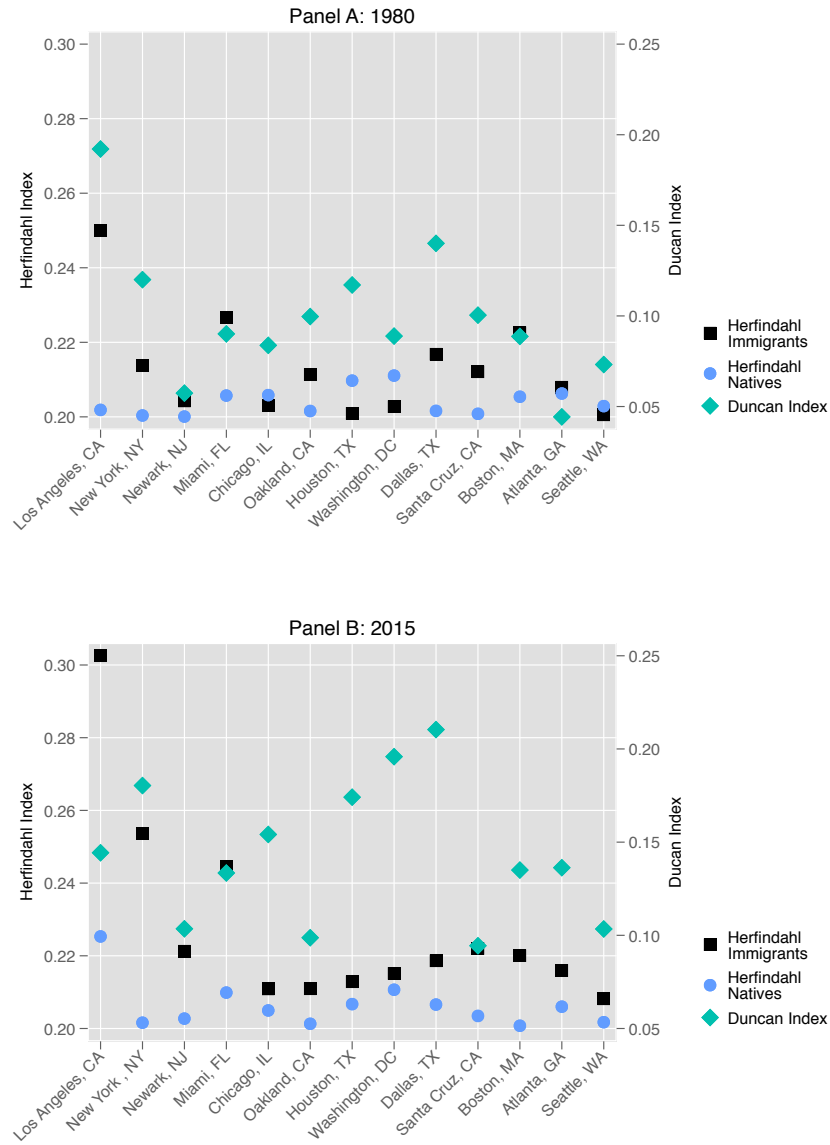 Panel A: 1980
0.30
0.28
0.26
0.24
0.22
0.20
Herfindahl Index
0.25
0.20
0.15
0.10
0.05
Ducan Index
Los Angeles, CA
New York, NY
Newark, NJ
Miami, FL
Chicago, IL
Oakland, CA
Houston, TX
Washington, DC
Dallas, TX
Santa Cruz, CA
Boston, MA
Atlanta, GA
Seattle, WA
Herfindahl
Immigrants
Herfindahl
Natives
Duncan Index
Panel B: 2015
0.30
0.28
0.26
0.24
0.22
0.20
Herfindahl Index
0.25
0.20
0.15
0.10
0.05
Ducan Index
Los Angeles, CA
New York , NY
Newark, NJ
Miami, FL
Chicago, IL
Oakland, CA
Houston, TX
Washington, DC
Dallas, TX
Santa Cruz, CA
Boston, MA
Atlanta, GA
Seattle, WA
Herfindahl
Immigrants
Herfindahl
Natives
Duncan Index